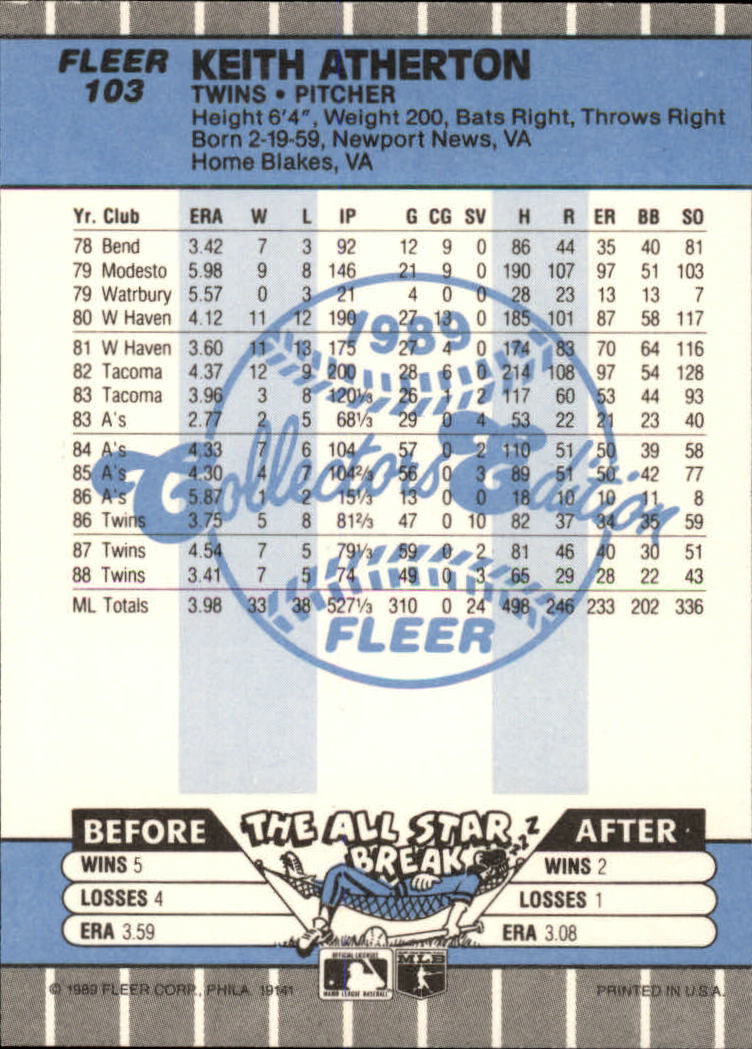 FLEER
103
KEITH ATHERTON
TWINS • PITCHER
Height 6'4", Weight 200, Bats Right, Throws Right
Born 2-19-59, Newport News, VA
Home Blakes, VA
Yr. Club ERA W L IP G CG SV H R ER BB SO
78 Bend 3.42 7 3 92 12 9 0 86 44 35 40 81
79 Modesto 5.98 9 8 146 21 9 0 190 107 97 51 103
79 Watrbury 5.57 0 3 21 4 0 0 28 23 13 13 7
80 W Haven 4.12 11 12 190 27 13 0 185 101 87 58 117
81 W Haven 3.60 11 13 175 27 4 0 174 83 70 64 116
82 Tacoma 4.37 12 9 200 28 6 0 214 108 97 54 128
83 Tacoma 3.96 3 8 120⅓ 26 1 2 117 60 53 44 93
83 A's 2.77 2 5 68⅓ 29 0 4 53 22 21 23 40
84 A's 4.33 7 6 104 57 0 2 110 51 50 39 58
85 A's 4.30 4 7 104⅔ 56 0 3 89 51 50 42 77
86 A's 5.87 1 2 15⅓ 13 0 0 18 10 10 11 8
86 Twins 3.75 5 8 81⅔ 47 0 10 82 37 34 35 59
87 Twins 4.54 7 5 79⅓ 59 0 2 81 46 40 30 51
88 Twins 3.41 7 5 74 49 0 3 65 29 28 22 43
ML Totals 3.98 33 38 527⅓ 310 0 24 498 246 233 202 336
1989
Collectors Edition
FLEER
BEFORE THE ALL STAR BREAK AFTER
zzZ
WINS 5 WINS 2
LOSSES 4 LOSSES 1
ERA 3.59 ERA 3.08
OFFICIAL LICENSEE
MAJOR LEAGUE BASEBALL
MLB
© 1989 FLEER CORP., PHILA. 19141 PRINTED IN U.S.A.